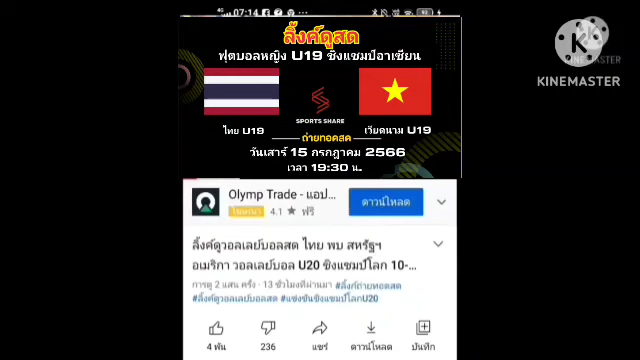 4G 07:14
93
ลิ้งค์ดูสด
ฟุตบอลหญิง U19 ชิงแชมป์อาเซียน
SPORTS SHARE
ไทย U19
เวียดนาม U19
ถ่ายทอดสด
วันเสาร์ 15 กรกฎาคม 2566
เวลา 19:30 น.
K
KINEMASTER
K
KINEMASTER
Olymp Trade - แอป...
โฆษณา 4.1 ★ ฟรี
ดาวน์โหลด
ลิ้งค์ดูวอลเลย์บอลสด ไทย พบ สหรัฐฯ
อเมริกา วอลเลย์บอล U20 ชิงแชมป์โลก 10-...
การดู 2 แสน ครั้ง · 13 ชั่วโมงที่ผ่านมา #ลิ้งก์ถ่ายทอดสด
#ลิ้งค์ดูวอลเลย์บอลสด #แข่งขันชิงแชมป์โลกU20
4 พัน
236
แชร์
ดาวน์โหลด
บันทึก